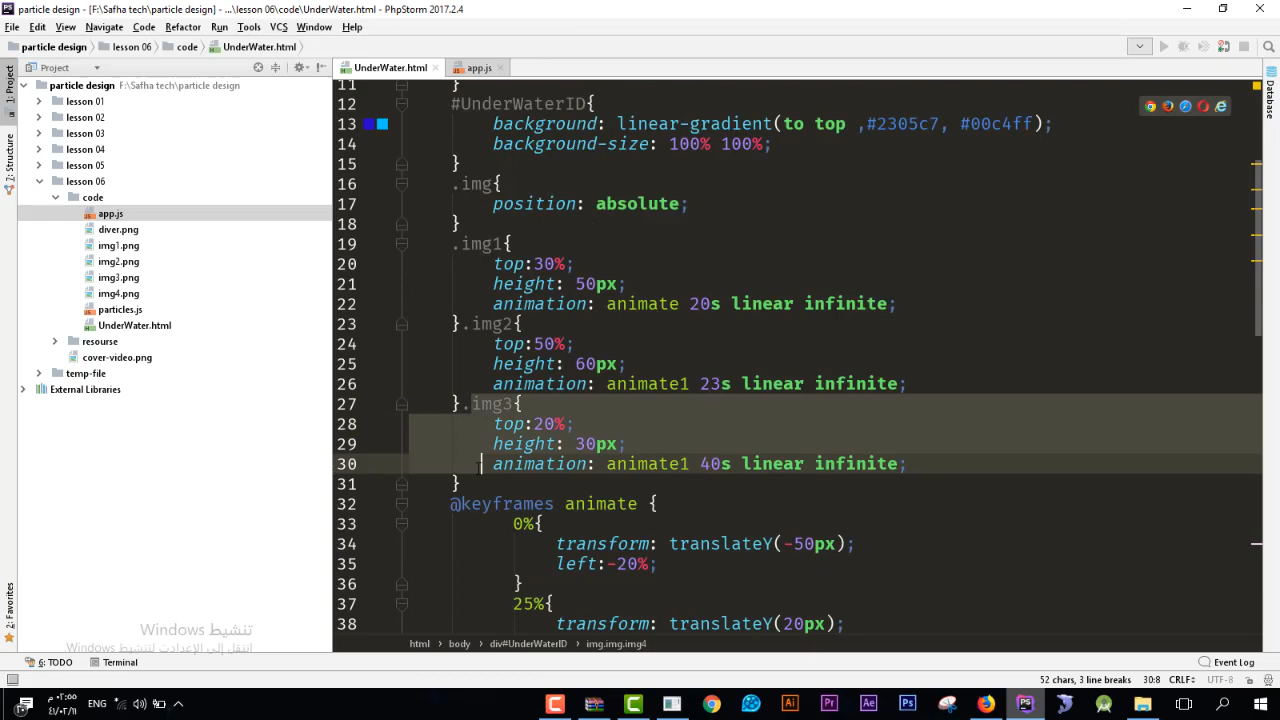 particle design [F:\Safha tech\particle design] - ...\lesson 06\code\UnderWater.html - PhpStorm 2017.2.4
File Edit View Navigate Code Refactor Run Tools VCS Window Help
particle design lesson 06 code UnderWater.html
Project UnderWater.html app.js
1: Project
Structure
2: Favorites
Database
particle design F:\Safha tech\particle design
lesson 01
lesson 02
lesson 03
lesson 04
lesson 05
lesson 06
code
app.js
diver.png
img1.png
img2.png
img3.png
img4.png
particles.js
UnderWater.html
resourse
cover-video.png
temp-file
External Libraries
11 }
12 #UnderWaterID{
13 background: linear-gradient(to top ,#2305c7, #00c4ff);
14 background-size: 100% 100%;
15 }
16 .img{
17 position: absolute;
18 }
19 .img1{
20 top:30%;
21 height: 50px;
22 animation: animate 20s linear infinite;
23 }.img2{
24 top:50%;
25 height: 60px;
26 animation: animate1 23s linear infinite;
27 }.img3{
28 top:20%;
29 height: 30px;
30 animation: animate1 40s linear infinite;
31 }
32 @keyframes animate {
33 0%{
34 transform: translateY(-50px);
35 left:-20%;
36 }
37 25%{
38 transform: translateY(20px);
تنشيط Windows
انتقل إلى الإعدادت لتنشيط Windows
html body div#UnderWaterID img.img.img4
6: TODO Terminal Event Log
52 chars, 3 line breaks 30:8 CRLF÷ UTF-8
ENG